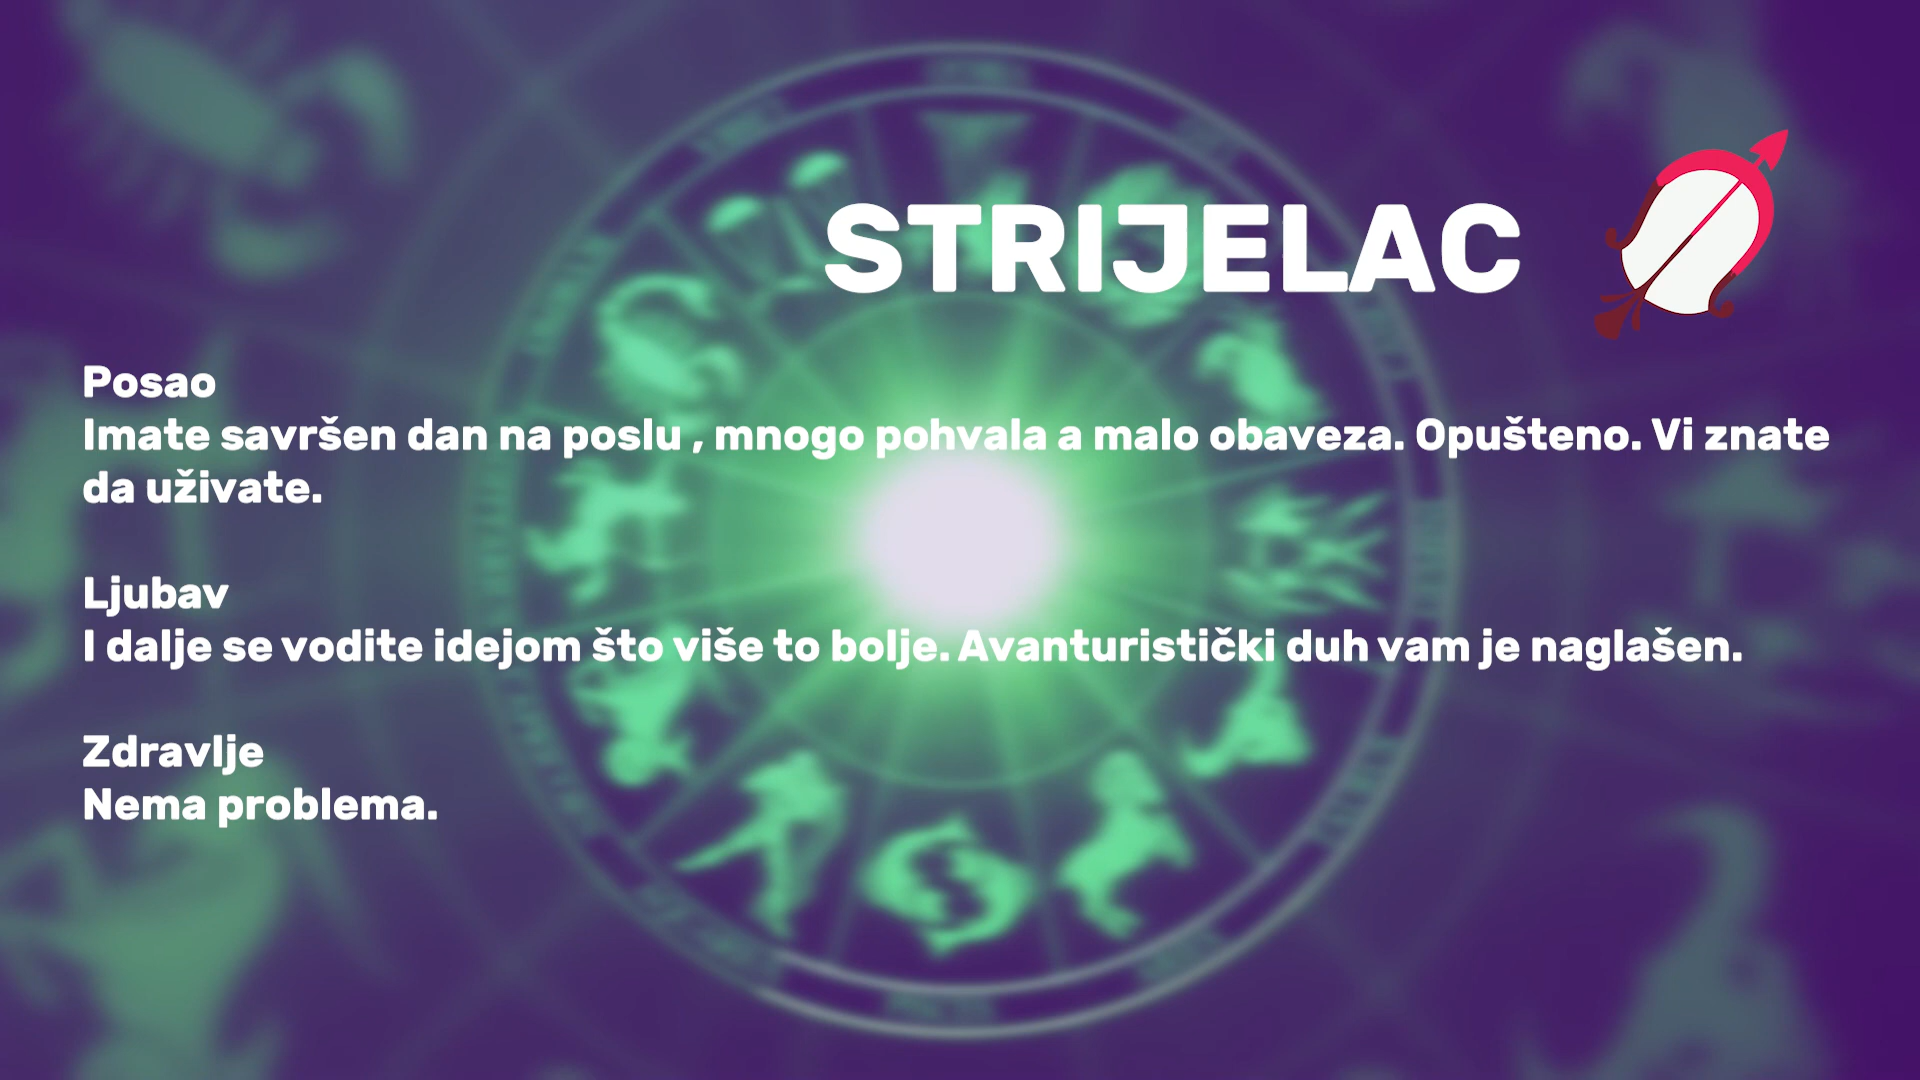 STRIJELAC
Posao
Imate savršen dan na poslu , mnogo pohvala a malo obaveza. Opušteno. Vi znate
da uživate.
Ljubav
I dalje se vodite idejom što više to bolje. Avanturistički duh vam je naglašen.
Zdravlje
Nema problema.